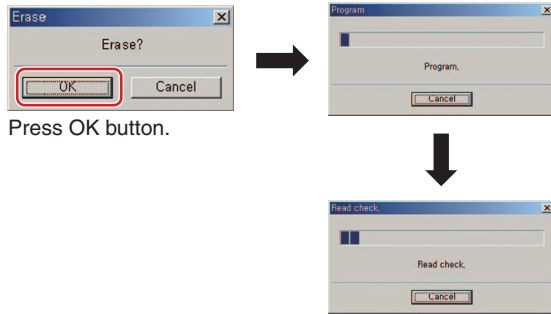 Erase
Erase?
OK
Cancel
Press OK button.
Program
Program,
Cancel
Read check,
Read check,
Cancel